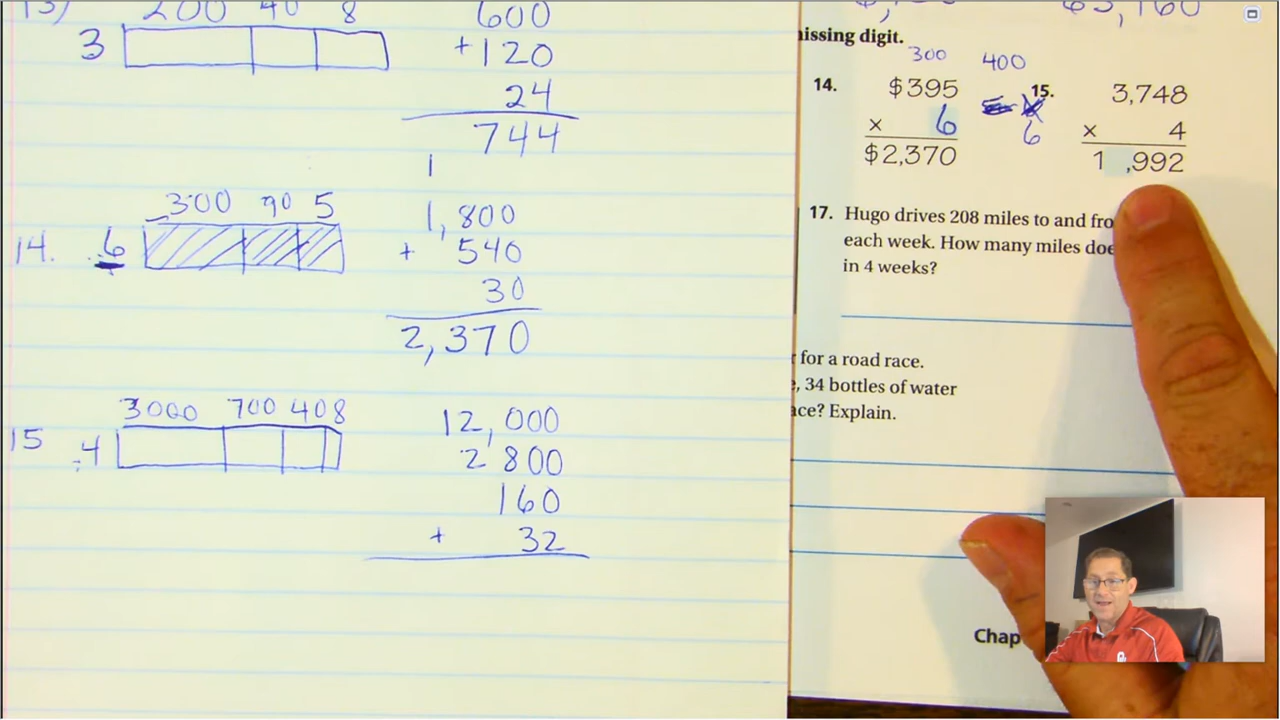 13) 200 40 8
3
600
+120
24
744
1
14. 300 90 5
6
1,800
+ 540
30
2,370
15 3000 700 40 8
4
12,000
2 800
160
+ 32
63,160
issing digit.
300 400
14. $395
x 6
$2,370
6
15. 3,748
x 4
1 ,992
17. Hugo drives 208 miles to and fro
each week. How many miles doe
in 4 weeks?
for a road race.
, 34 bottles of water
ace? Explain.
Chap